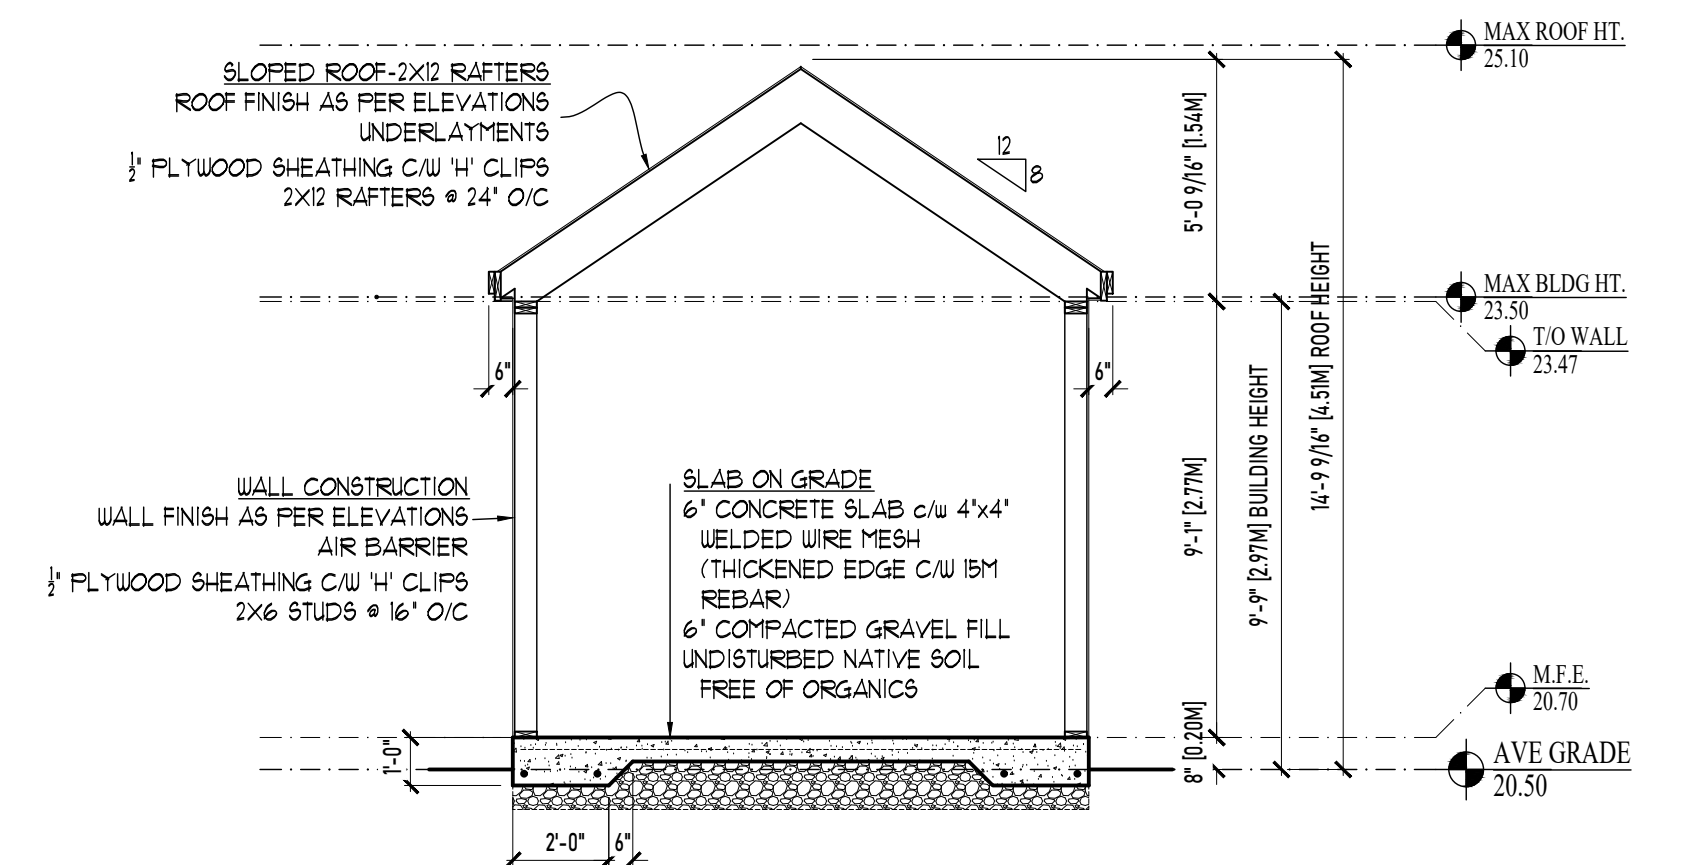 MAX ROOF HT.
25.10
SLOPED ROOF-2X12 RAFTERS
ROOF FINISH AS PER ELEVATIONS
UNDERLAYMENTS
½" PLYWOOD SHEATHING C/W 'H' CLIPS
2X12 RAFTERS @ 24" O/C
12
8
5'-0 9/16" [1.54M]
14'-9 9/16" [4.51M] ROOF HEIGHT
MAX BLDG HT.
23.50
T/O WALL
23.47
6"
6"
9'-9" [2.97M] BUILDING HEIGHT
9'-1" [2.77M]
WALL CONSTRUCTION
WALL FINISH AS PER ELEVATIONS
AIR BARRIER
½" PLYWOOD SHEATHING C/W 'H' CLIPS
2X6 STUDS @ 16" O/C
SLAB ON GRADE
6" CONCRETE SLAB c/w 4"x4"
WELDED WIRE MESH
(THICKENED EDGE C/W 15M
REBAR)
6" COMPACTED GRAVEL FILL
UNDISTURBED NATIVE SOIL
FREE OF ORGANICS
M.F.E.
20.70
8" [0.20M]
AVE GRADE
20.50
1'-0"
2'-0"
6"